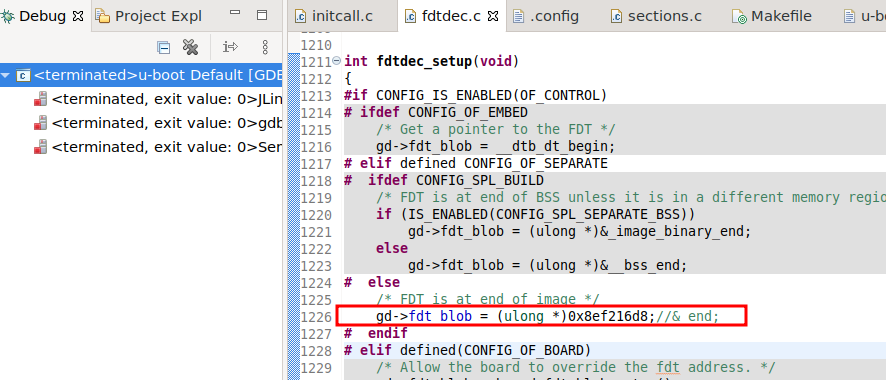 Debug Project Expl
<terminated>u-boot Default [GDB
<terminated, exit value: 0>JLin
<terminated, exit value: 0>gdb
<terminated, exit value: 0>Ser
initcall.c fdtdec.c .config sections.c Makefile u-bo
1210
1211 int fdtdec_setup(void)
1212 {
1213 #if CONFIG_IS_ENABLED(OF_CONTROL)
1214 # ifdef CONFIG_OF_EMBED
1215 /* Get a pointer to the FDT */
1216 gd->fdt_blob = __dtb_dt_begin;
1217 # elif defined CONFIG_OF_SEPARATE
1218 # ifdef CONFIG_SPL_BUILD
1219 /* FDT is at end of BSS unless it is in a different memory regio
1220 if (IS_ENABLED(CONFIG_SPL_SEPARATE_BSS))
1221 gd->fdt_blob = (ulong *)&_image_binary_end;
1222 else
1223 gd->fdt_blob = (ulong *)&__bss_end;
1224 # else
1225 /* FDT is at end of image */
1226 gd->fdt_blob = (ulong *)0x8ef216d8;//&_end;
1227 # endif
1228 # elif defined(CONFIG_OF_BOARD)
1229 /* Allow the board to override the fdt address. */